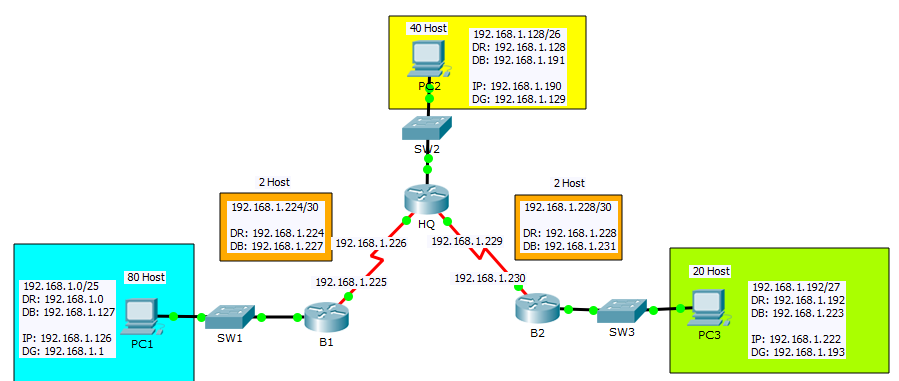 40 Host
192.168.1.128/26
DR: 192.168.1.128
DB: 192.168.1.191
IP: 192.168.1.190
DG: 192.168.1.129
PC2
SW2
2 Host
192.168.1.224/30
DR: 192.168.1.224
DB: 192.168.1.227
2 Host
192.168.1.228/30
DR: 192.168.1.228
DB: 192.168.1.231
HQ
192.168.1.226
192.168.1.229
192.168.1.225
192.168.1.230
80 Host
192.168.1.0/25
DR: 192.168.1.0
DB: 192.168.1.127
IP: 192.168.1.126
DG: 192.168.1.1
PC1
SW1
B1
B2
SW3
20 Host
192.168.1.192/27
DR: 192.168.1.192
DB: 192.168.1.223
IP: 192.168.1.222
DG: 192.168.1.193
PC3